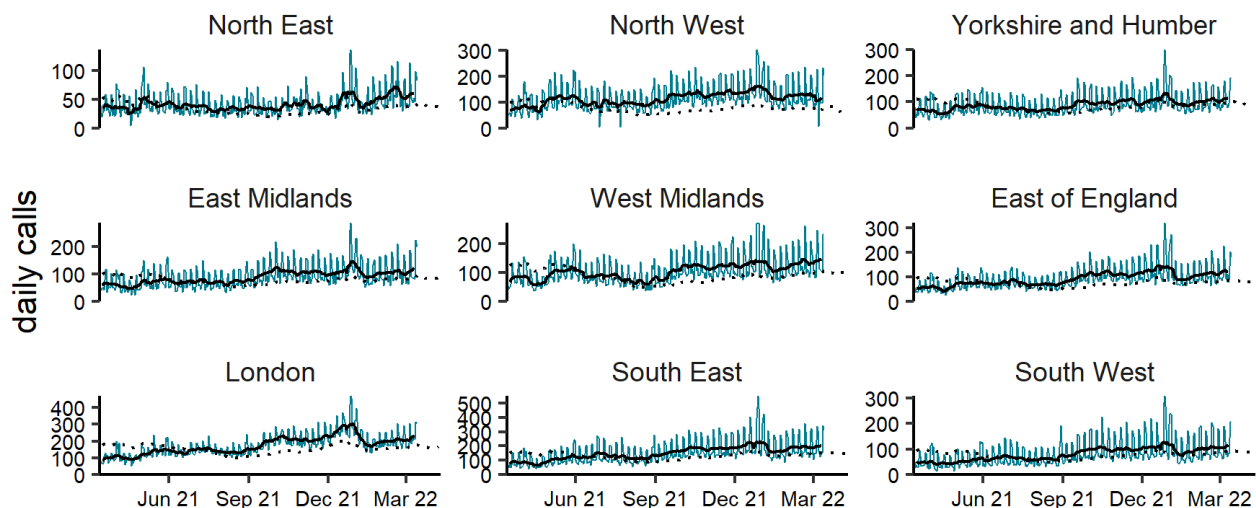 North East
North West
Yorkshire and Humber
100
50
0
300
200
100
0
300
200
100
0
East Midlands
West Midlands
East of England
200
100
0
200
100
0
300
200
100
0
daily calls
London
South East
South West
400
300
200
100
0
500
400
300
200
100
0
300
200
100
0
Jun 21 Sep 21 Dec 21 Mar 22
Jun 21 Sep 21 Dec 21 Mar 22
Jun 21 Sep 21 Dec 21 Mar 22